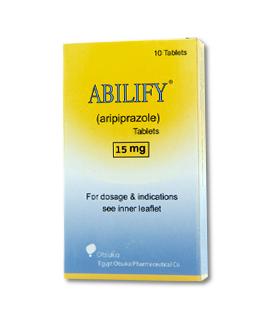 10 Tablets
ABILIFY®
(aripiprazole)
Tablets
15 mg
For dosage & indications
see inner leaflet
Otsuka
Egypt Otsuka Pharmaceutical Co.